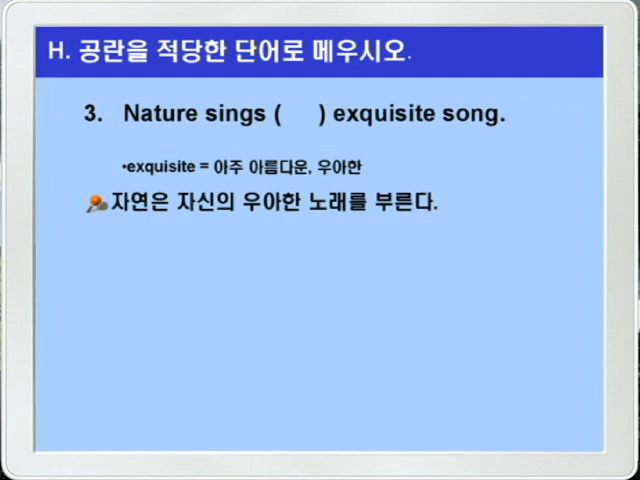 H. 공란을 적당한 단어로 메우시오.
3. Nature sings ( ) exquisite song.
•exquisite = 아주 아름다운, 우아한
자연은 자신의 우아한 노래를 부른다.